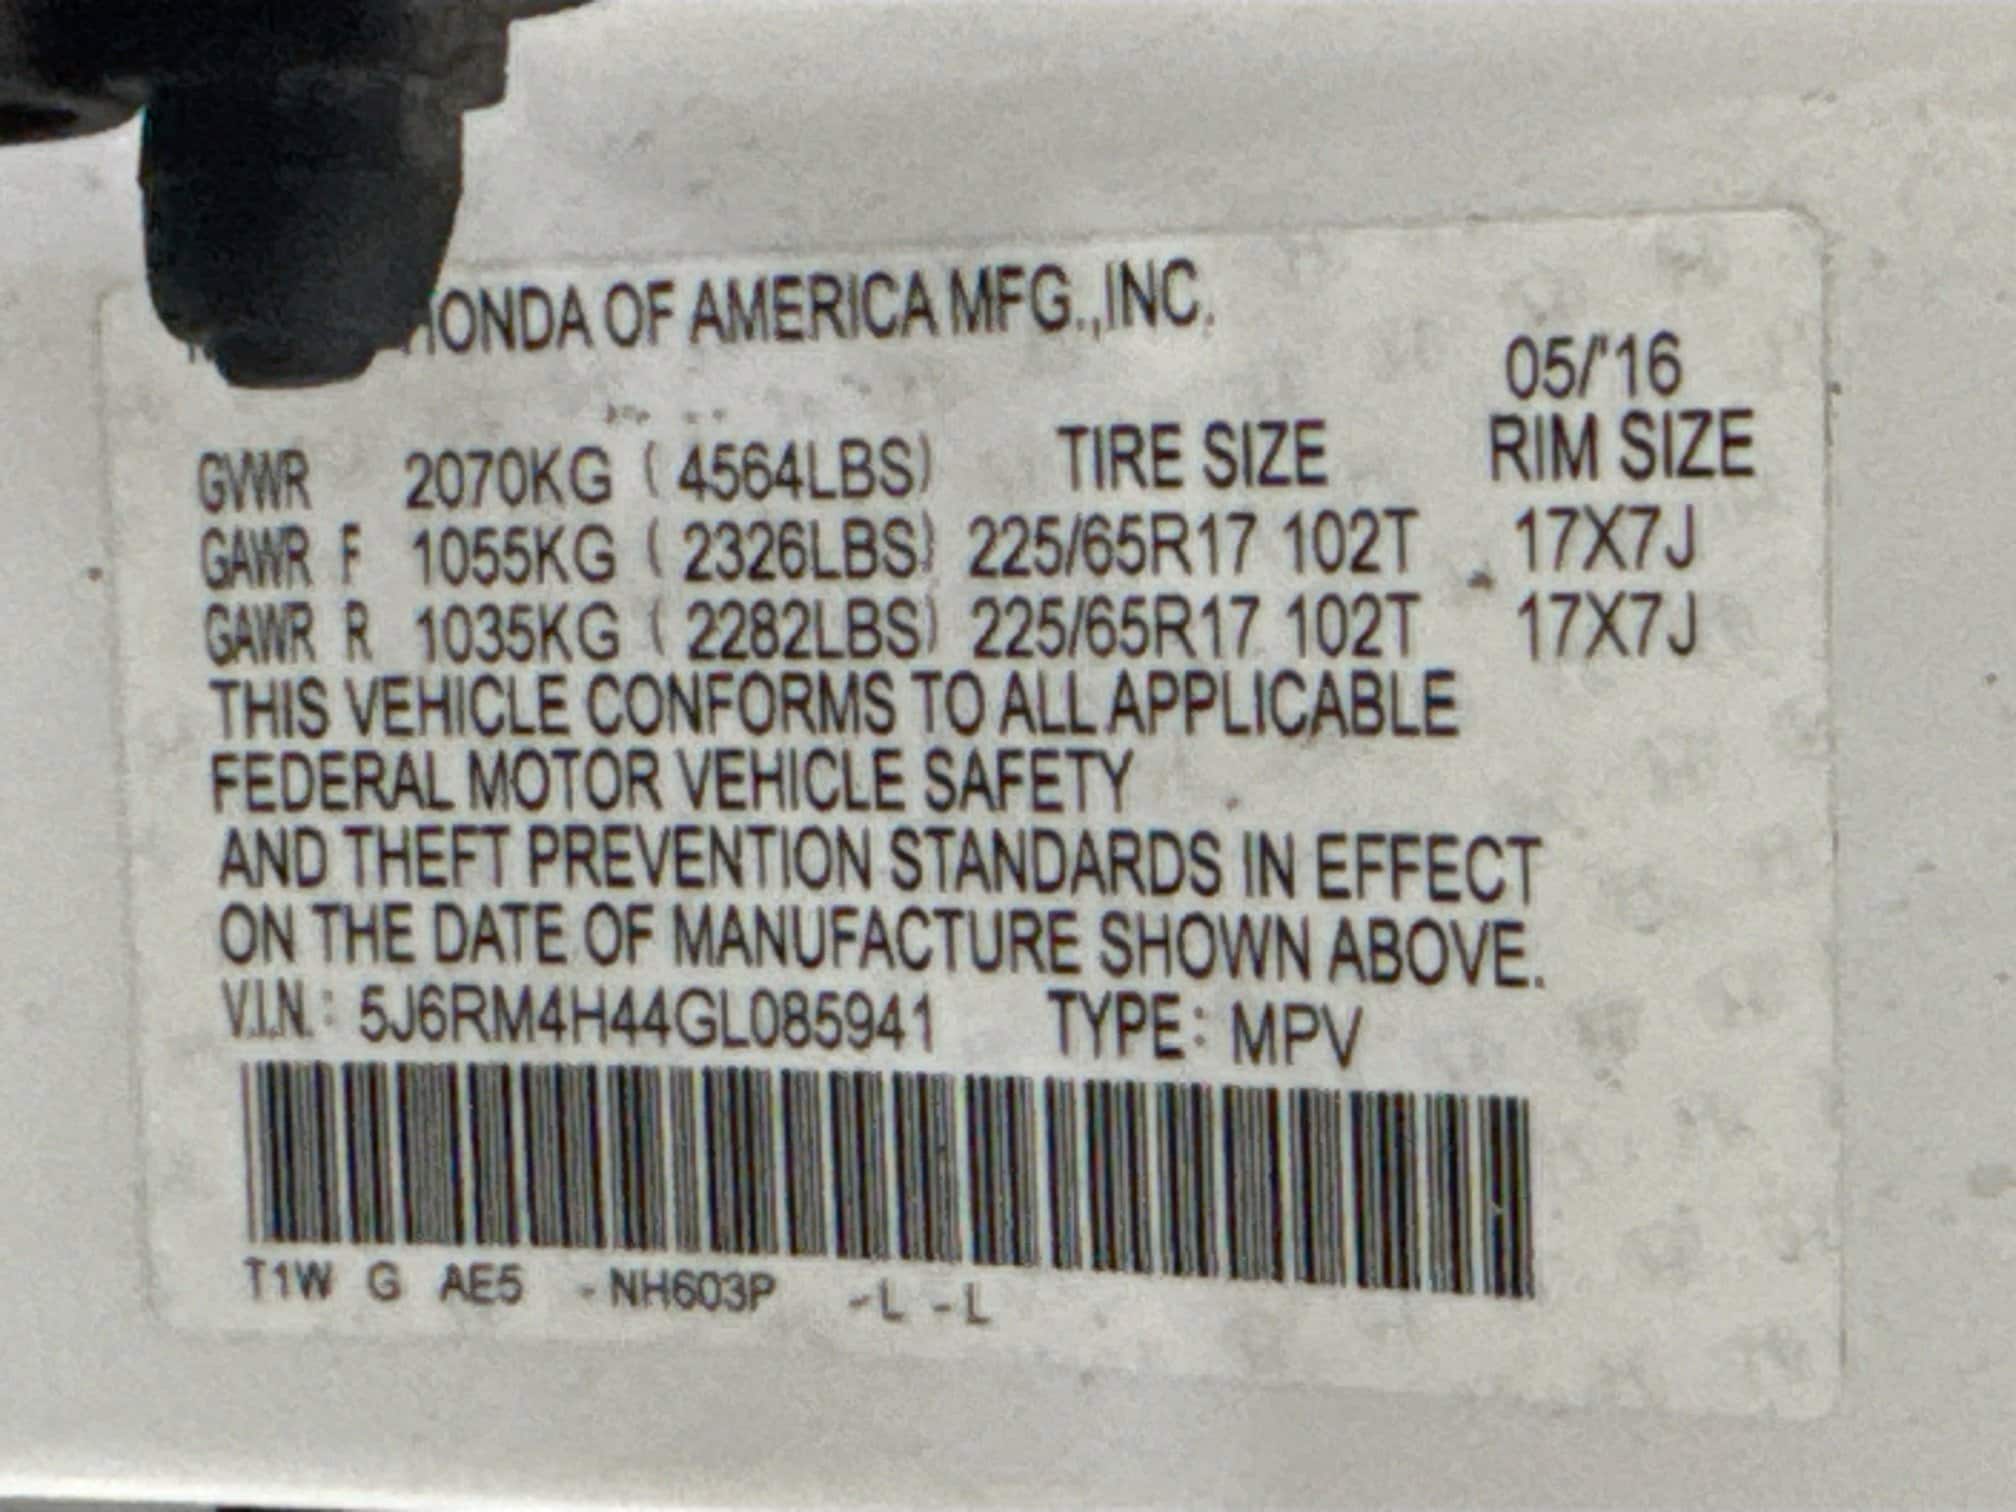 HONDA OF AMERICA MFG.,INC.
05/'16
GVWR 2070KG ( 4564LBS) TIRE SIZE RIM SIZE
GAWR F 1055KG ( 2326LBS) 225/65R17 102T 17X7J
GAWR R 1035KG ( 2282LBS) 225/65R17 102T 17X7J
THIS VEHICLE CONFORMS TO ALL APPLICABLE
FEDERAL MOTOR VEHICLE SAFETY
AND THEFT PREVENTION STANDARDS IN EFFECT
ON THE DATE OF MANUFACTURE SHOWN ABOVE.
V.I.N.: 5J6RM4H44GL085941 TYPE: MPV
T1W G AE5 -NH603P -L -L